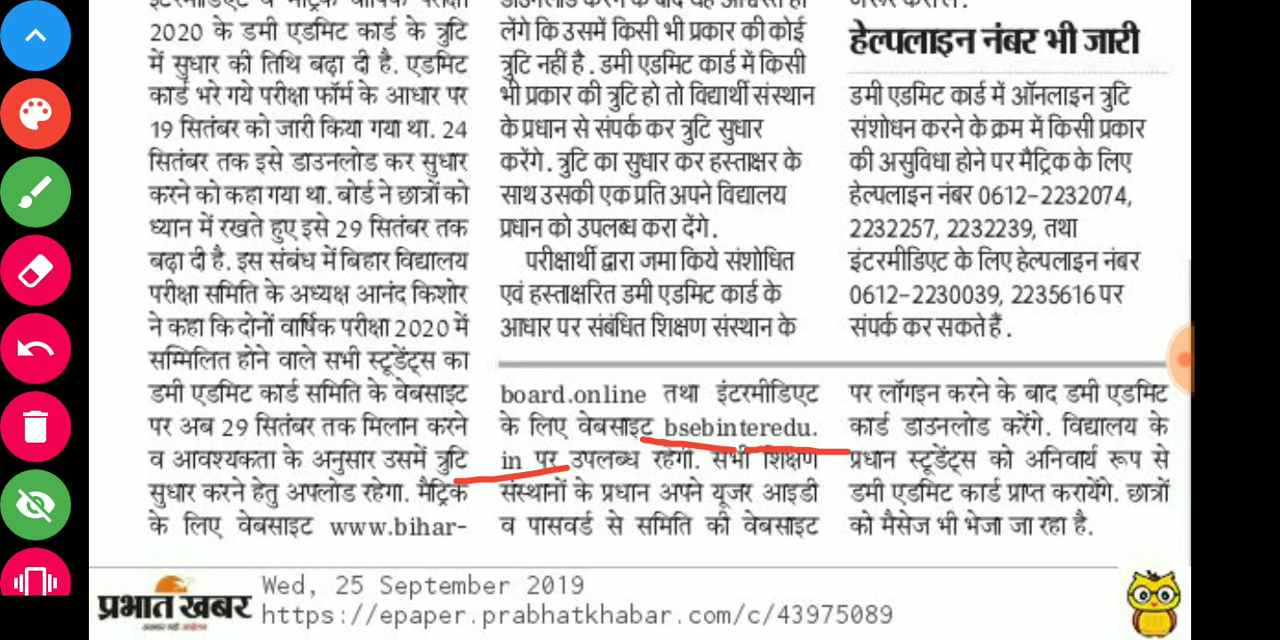 2020 के डमी एडमिट कार्ड के त्रुटि
में सुधार की तिथि बढ़ा दी है. एडमिट
कार्ड भरे गये परीक्षा फॉर्म के आधार पर
19 सितंबर को जारी किया गया था. 24
सितंबर तक इसे डाउनलोड कर सुधार
करने को कहा गया था. बोर्ड ने छात्रों को
ध्यान में रखते हुए इसे 29 सितंबर तक
बढ़ा दी है. इस संबंध में बिहार विद्यालय
परीक्षा समिति के अध्यक्ष आनंद किशोर
ने कहा कि दोनों वार्षिक परीक्षा 2020 में
सम्मिलित होने वाले सभी स्टूडेंट्स का
डमी एडमिट कार्ड समिति के वेबसाइट
पर अब 29 सितंबर तक मिलान करने
व आवश्यकता के अनुसार उसमें त्रुटि
सुधार करने हेतु अपलोड रहेगा. मैट्रिक
के लिए वेबसाइट www.bihar-
लेंगे कि उसमें किसी भी प्रकार की कोई
त्रुटि नहीं है . डमी एडमिट कार्ड में किसी
भी प्रकार की त्रुटि हो तो विद्यार्थी संस्थान
के प्रधान से संपर्क कर त्रुटि सुधार
करेंगे . त्रुटि का सुधार कर हस्ताक्षर के
साथ उसकी एक प्रति अपने विद्यालय
प्रधान को उपलब्ध करा देंगे .
परीक्षार्थी द्वारा जमा किये संशोधित
एवं हस्ताक्षरित डमी एडमिट कार्ड के
आधार पर संबंधित शिक्षण संस्थान के
board.online तथा इंटरमीडिएट
के लिए वेबसाइट bsebinteredu.
in पर उपलब्ध रहेगी. सभी शिक्षण
संस्थानों के प्रधान अपने यूजर आइडी
व पासवर्ड से समिति की वेबसाइट
हेल्पलाइन नंबर भी जारी
डमी एडमिट कार्ड में ऑनलाइन त्रुटि
संशोधन करने के क्रम में किसी प्रकार
की असुविधा होने पर मैट्रिक के लिए
हेल्पलाइन नंबर 0612-2232074,
2232257, 2232239, तथा
इंटरमीडिएट के लिए हेल्पलाइन नंबर
0612-2230039, 2235616 पर
संपर्क कर सकते हैं .
पर लॉगइन करने के बाद डमी एडमिट
कार्ड डाउनलोड करेंगे. विद्यालय के
प्रधान स्टूडेंट्स को अनिवार्य रूप से
डमी एडमिट कार्ड प्राप्त करायेंगे. छात्रों
को मैसेज भी भेजा जा रहा है.
प्रभात खबर
Wed, 25 September 2019
https://epaper.prabhatkhabar.com/c/43975089